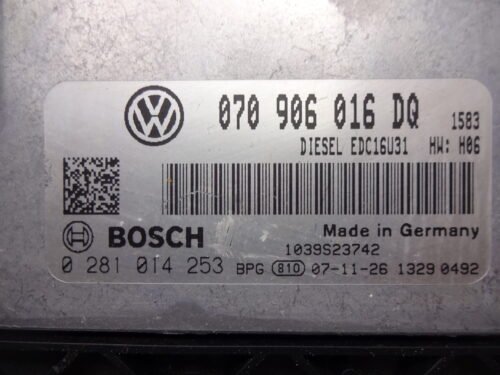 070 906 016 DQ 1583
DIESEL EDC16U31 HW: H06
BOSCH Made in Germany
1039S23742
0 281 014 253 BPG 810 07-11-26 1329 0492